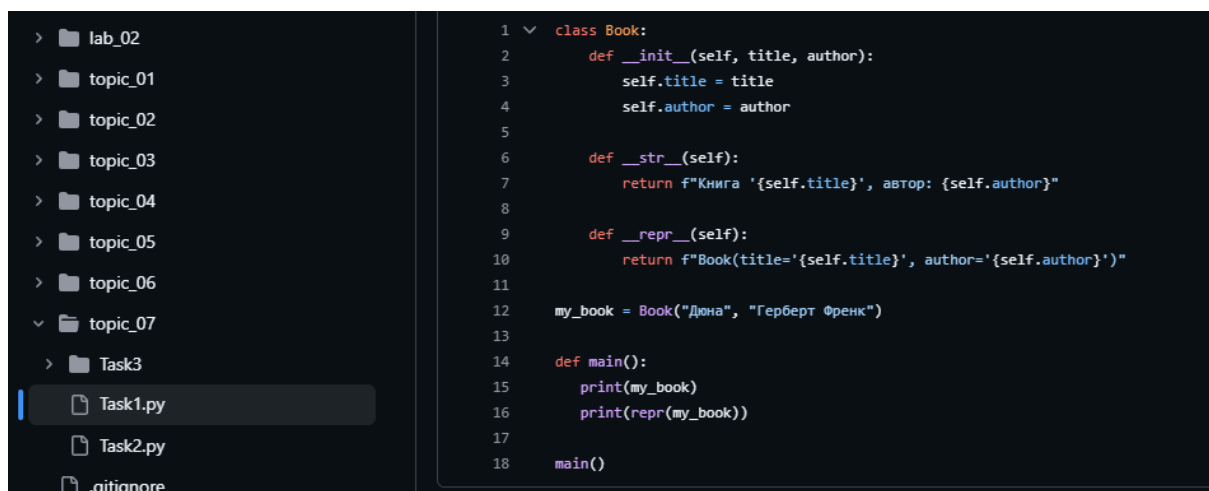 lab_02
topic_01
topic_02
topic_03
topic_04
topic_05
topic_06
topic_07
Task3
Task1.py
Task2.py
.gitignore
1 class Book:
2 def __init__(self, title, author):
3 self.title = title
4 self.author = author
5
6 def __str__(self):
7 return f"Книга '{self.title}', автор: {self.author}"
8
9 def __repr__(self):
10 return f"Book(title='{self.title}', author='{self.author}')"
11
12 my_book = Book("Дюна", "Герберт Френк")
13
14 def main():
15 print(my_book)
16 print(repr(my_book))
17
18 main()